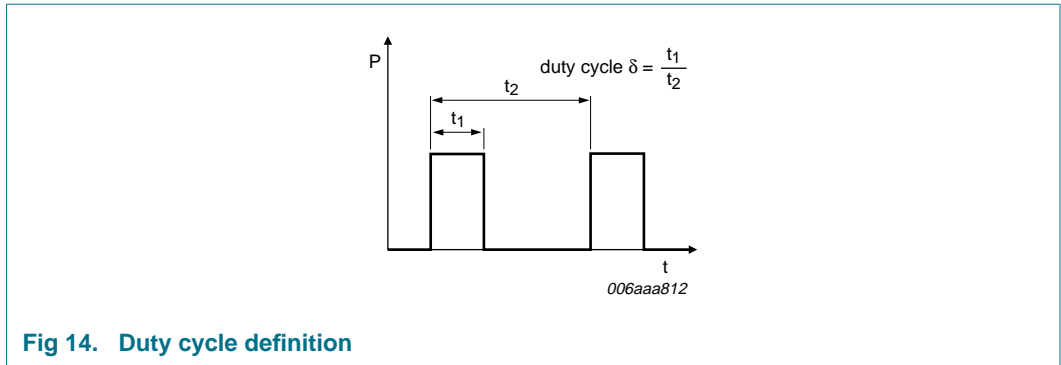 P
duty cycle δ = t1/t2
t2
t1
t
006aaa812
Fig 14. Duty cycle definition